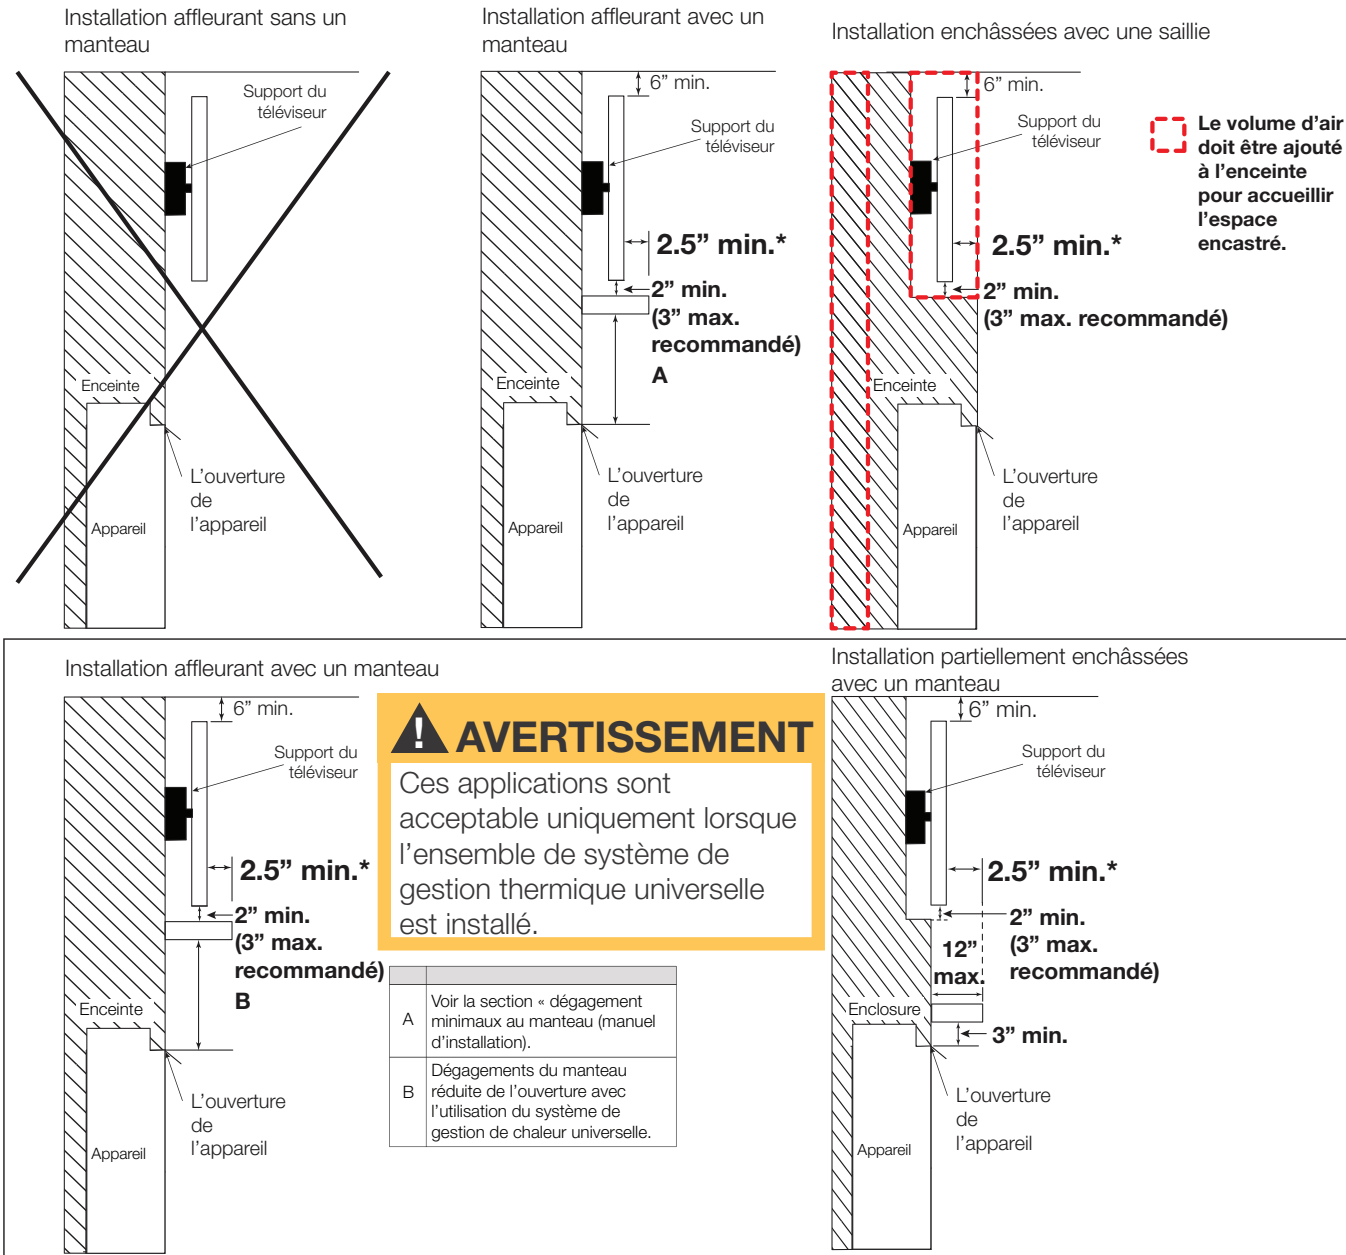 Installation affleurant sans un
manteau
Support du
téléviseur
Enceinte
L'ouverture
de
l'appareil
Appareil
Installation affleurant avec un
manteau
6” min.
Support du
téléviseur
2.5” min.*
2” min.
(3” max.
recommandé)
A
Enceinte
L'ouverture
de
l'appareil
Appareil
Installation enchâssées avec une saillie
6” min.
Support du
téléviseur
2.5” min.*
2” min.
(3” max. recommandé)
Enceinte
L'ouverture
de
l'appareil
Appareil
Le volume d'air
doit être ajouté
à l'enceinte
pour accueillir
l'espace
encastré.
Installation affleurant avec un manteau
6” min.
Support du
téléviseur
2.5” min.*
2” min.
(3” max.
recommandé)
B
Enceinte
L'ouverture
de
l'appareil
Appareil
! AVERTISSEMENT
Ces applications sont
acceptable uniquement lorsque
l'ensemble de système de
gestion thermique universelle
est installé.
A
Voir la section « dégagement
minimaux au manteau (manuel
d'installation).
B
Dégagements du manteau
réduite de l'ouverture avec
l'utilisation du système de
gestion de chaleur universelle.
Installation partiellement enchâssées
avec un manteau
6” min.
Support du
téléviseur
2.5” min.*
2” min.
(3” max.
recommandé)
12”
max.
Enclosure
3” min.
L'ouverture
de
l'appareil
Appareil